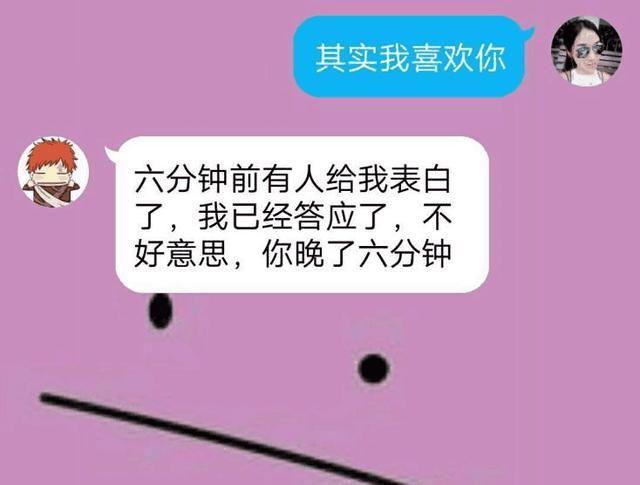 其实我喜欢你
六分钟前有人给我表白
了，我已经答应了，不
好意思，你晚了六分钟